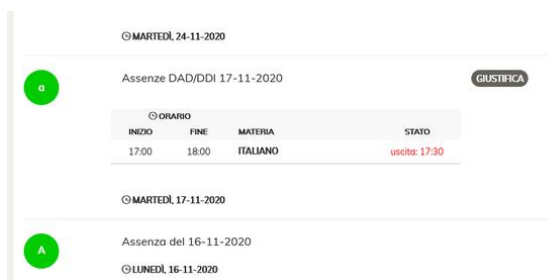 MARTEDÌ, 24-11-2020
a
Assenze DAD/DDI 17-11-2020
GIUSTIFICA
ORARIO
INIZIO FINE MATERIA STATO
17:00 18:00 ITALIANO uscita: 17:30
MARTEDÌ, 17-11-2020
A
Assenza del 16-11-2020
LUNEDÌ, 16-11-2020